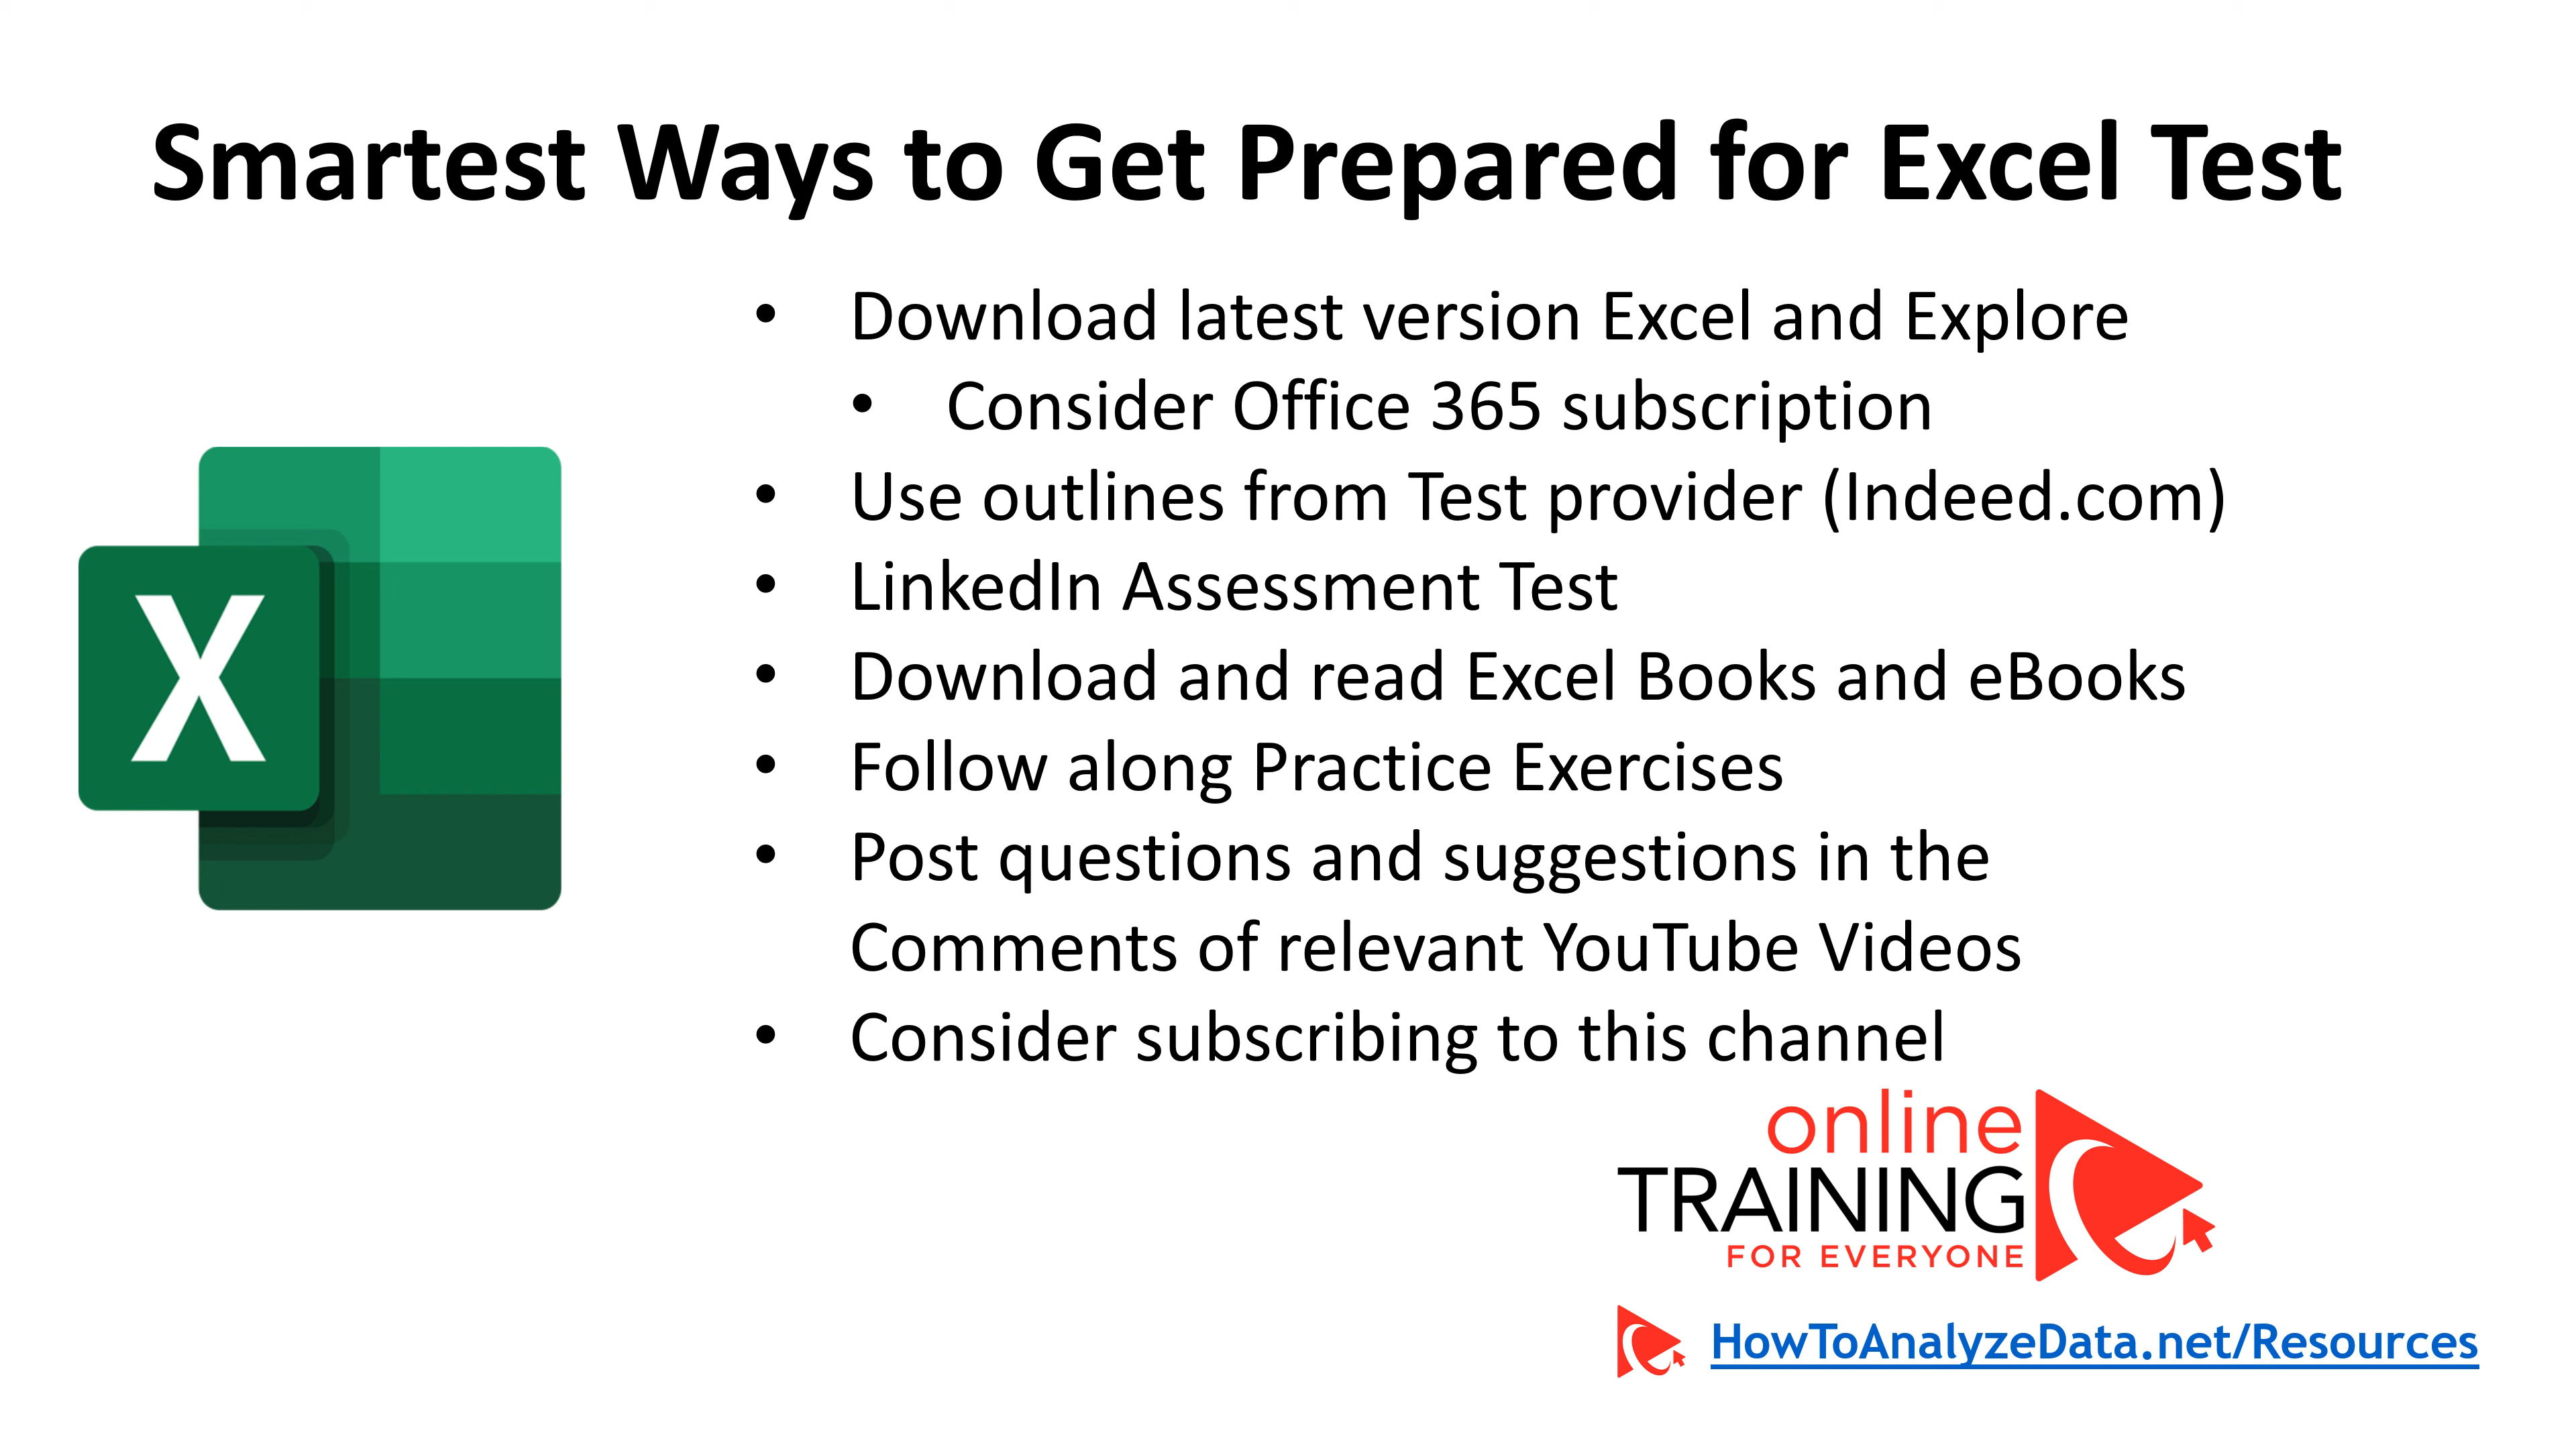 Smartest Ways to Get Prepared for Excel Test
• Download latest version Excel and Explore
• Consider Office 365 subscription
• Use outlines from Test provider (Indeed.com)
• LinkedIn Assessment Test
• Download and read Excel Books and eBooks
• Follow along Practice Exercises
• Post questions and suggestions in the
Comments of relevant YouTube Videos
• Consider subscribing to this channel
X
online
TRAINING
FOR EVERYONE
HowToAnalyzeData.net/Resources